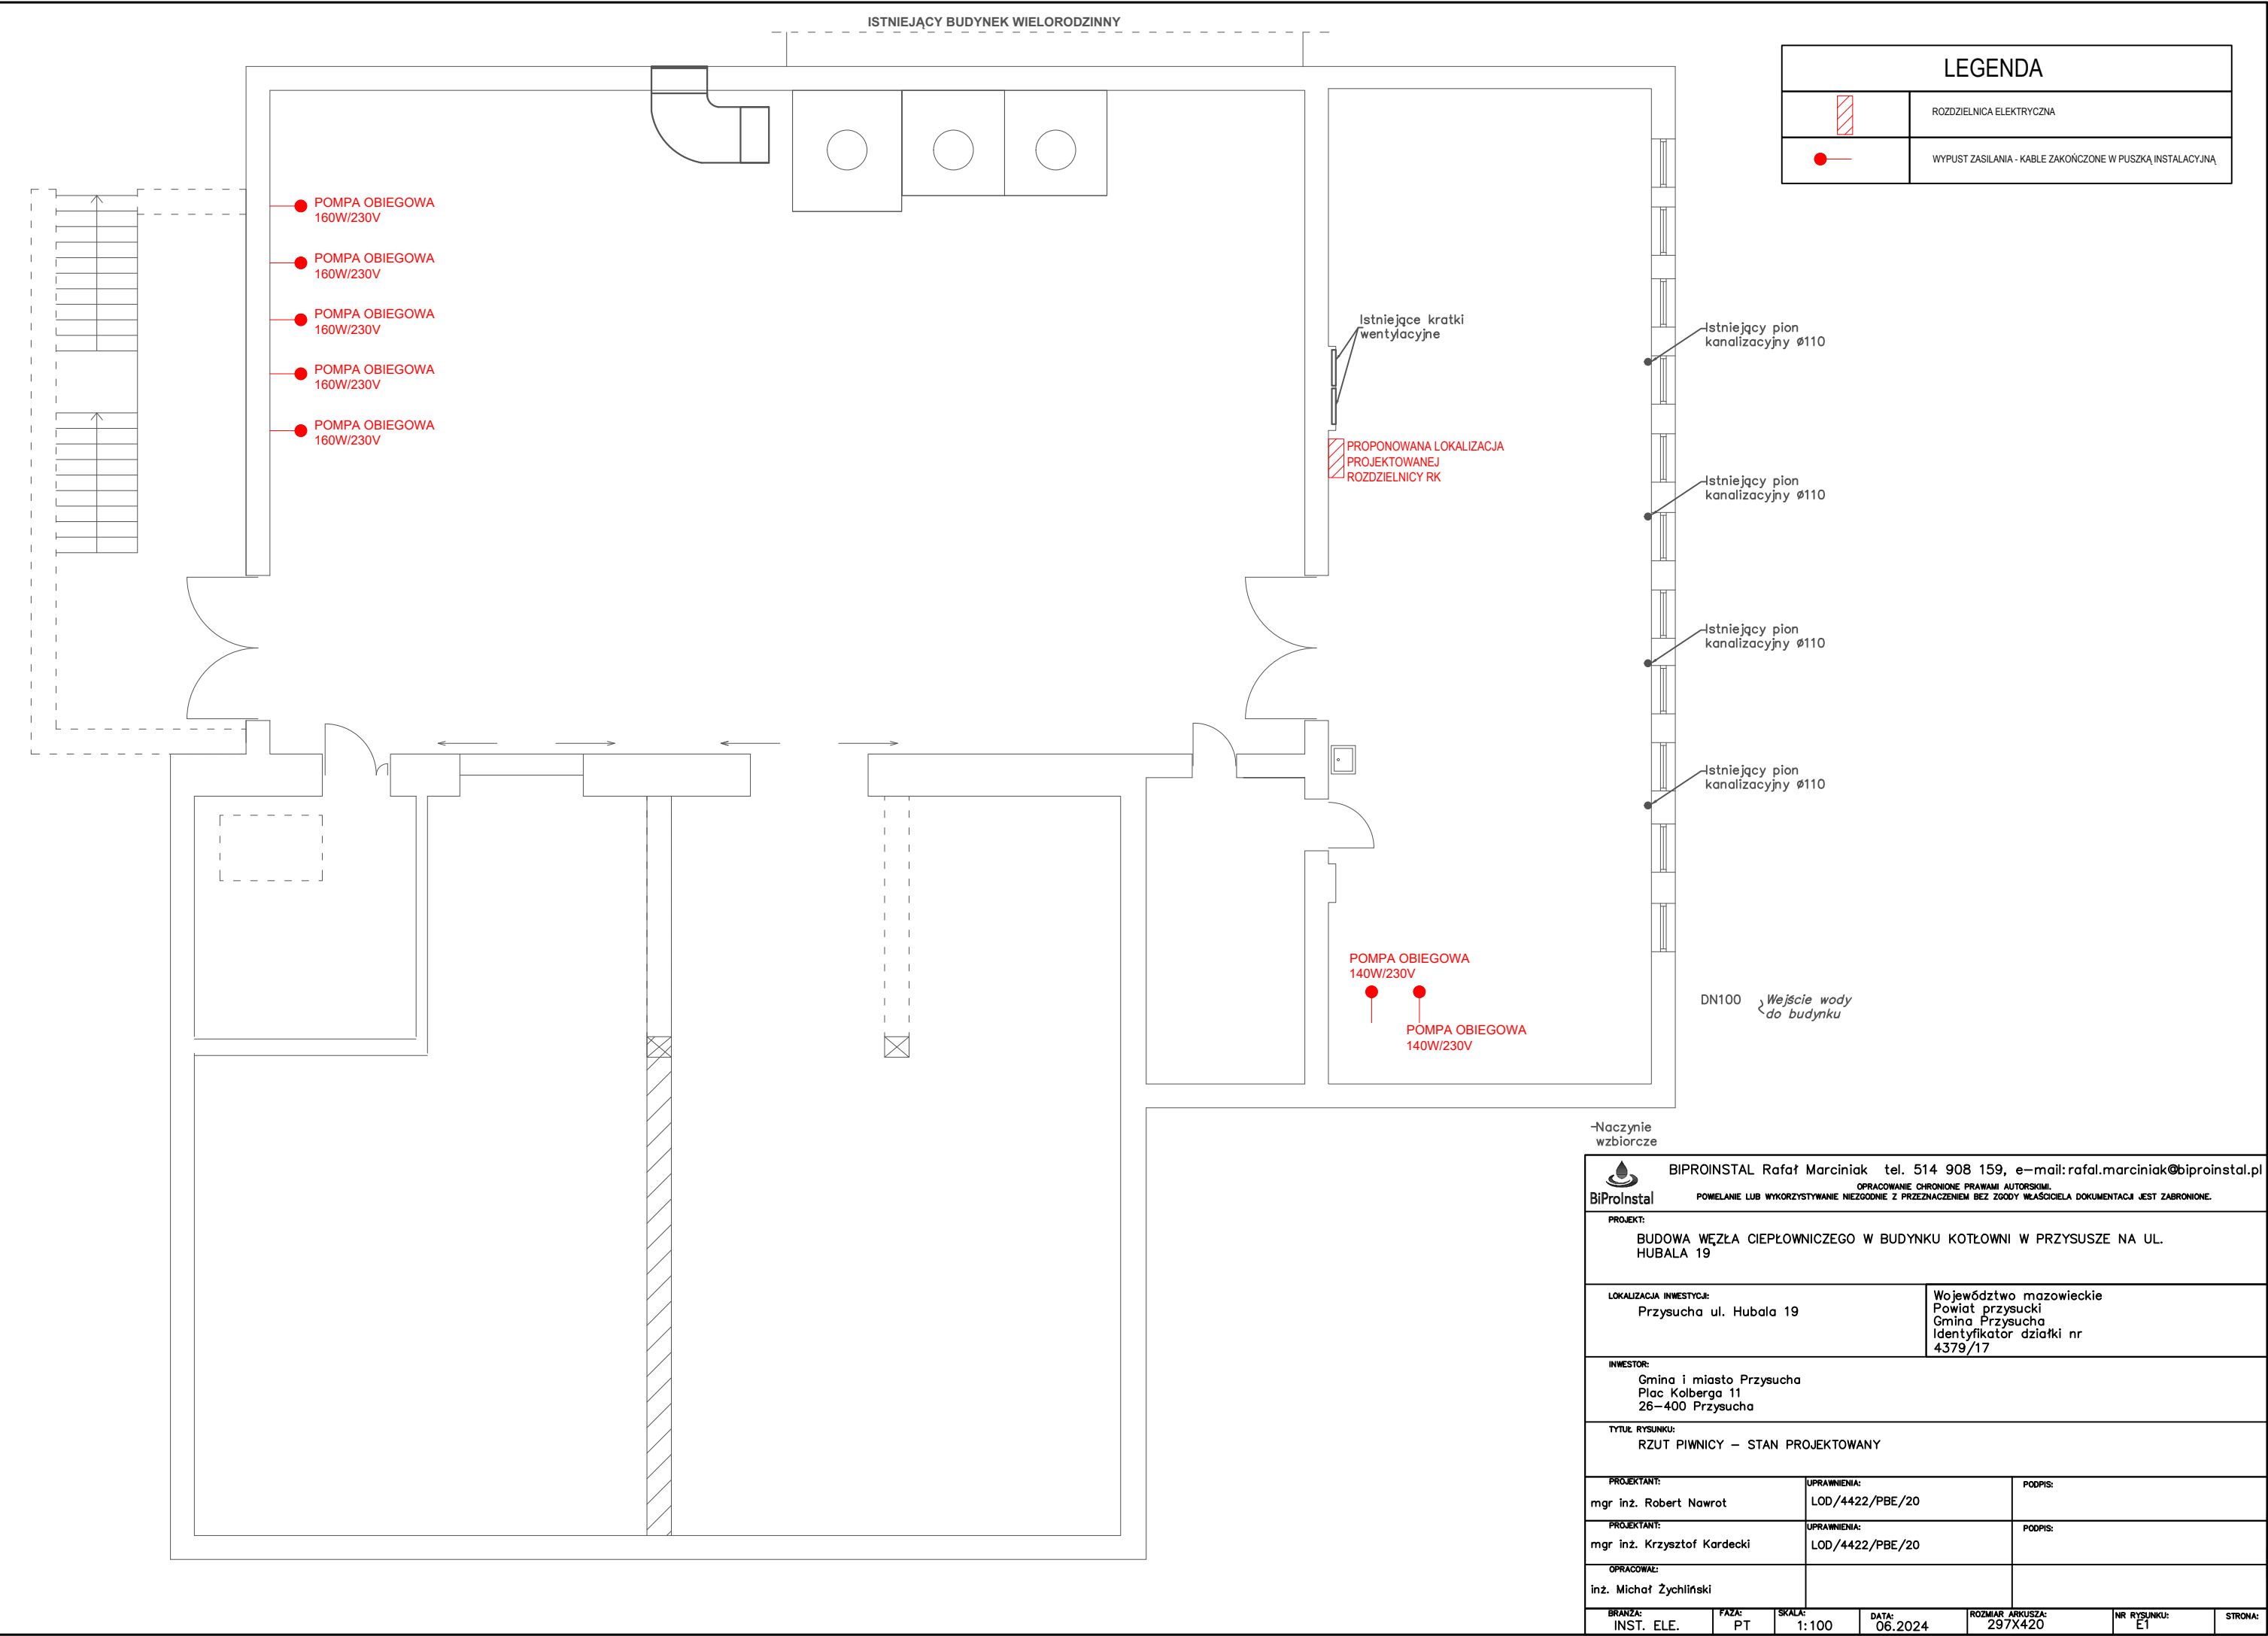 ISTNIEJĄCY BUDYNEK WIELORODZINNY
LEGENDA
ROZDZIELNICA ELEKTRYCZNA
WYPUST ZASILANIA - KABLE ZAKOŃCZONE W PUSZKĄ INSTALACYJNĄ
POMPA OBIEGOWA
160W/230V
POMPA OBIEGOWA
160W/230V
POMPA OBIEGOWA
160W/230V
POMPA OBIEGOWA
160W/230V
POMPA OBIEGOWA
160W/230V
Istniejące kratki
wentylacyjne
PROPONOWANA LOKALIZACJA
PROJEKTOWANEJ
ROZDZIELNICY RK
Istniejący pion
kanalizacyjny ø110
Istniejący pion
kanalizacyjny ø110
Istniejący pion
kanalizacyjny ø110
Istniejący pion
kanalizacyjny ø110
POMPA OBIEGOWA
140W/230V
POMPA OBIEGOWA
140W/230V
DN100
Wejście wody
do budynku
Naczynie
wzbiorcze
BiProInstal
BIPROINSTAL Rafał Marciniak tel. 514 908 159, e-mail: rafal.marciniak@biproinstal.pl
OPRACOWANIE CHRONIONE PRAWAMI AUTORSKIMI.
POWIELANIE LUB WYKORZYSTYWANIE NIEZGODNIE Z PRZEZNACZENIEM BEZ ZGODY WŁAŚCICIELA DOKUMENTACJI JEST ZABRONIONE.
PROJEKT:
BUDOWA WĘZŁA CIEPŁOWNICZEGO W BUDYNKU KOTŁOWNI W PRZYSUSZE NA UL.
HUBALA 19
LOKALIZACJA INWESTYCJI:
Przysucha ul. Hubala 19
Województwo mazowieckie
Powiat przysucki
Gmina Przysucha
Identyfikator działki nr
4379/17
INWESTOR:
Gmina i miasto Przysucha
Plac Kolberga 11
26-400 Przysucha
TYTUŁ RYSUNKU:
RZUT PIWNICY - STAN PROJEKTOWANY
PROJEKTANT:
mgr inż. Robert Nawrot
UPRAWNIENIA:
LOD/4422/PBE/20
PODPIS:
PROJEKTANT:
mgr inż. Krzysztof Kardecki
UPRAWNIENIA:
LOD/4422/PBE/20
PODPIS:
OPRACOWAŁ:
inż. Michał Żychliński
BRANŻA:
INST. ELE.
FAZA:
PT
SKALA:
1:100
DATA:
06.2024
ROZMIAR ARKUSZA:
297X420
NR RYSUNKU:
E1
STRONA: